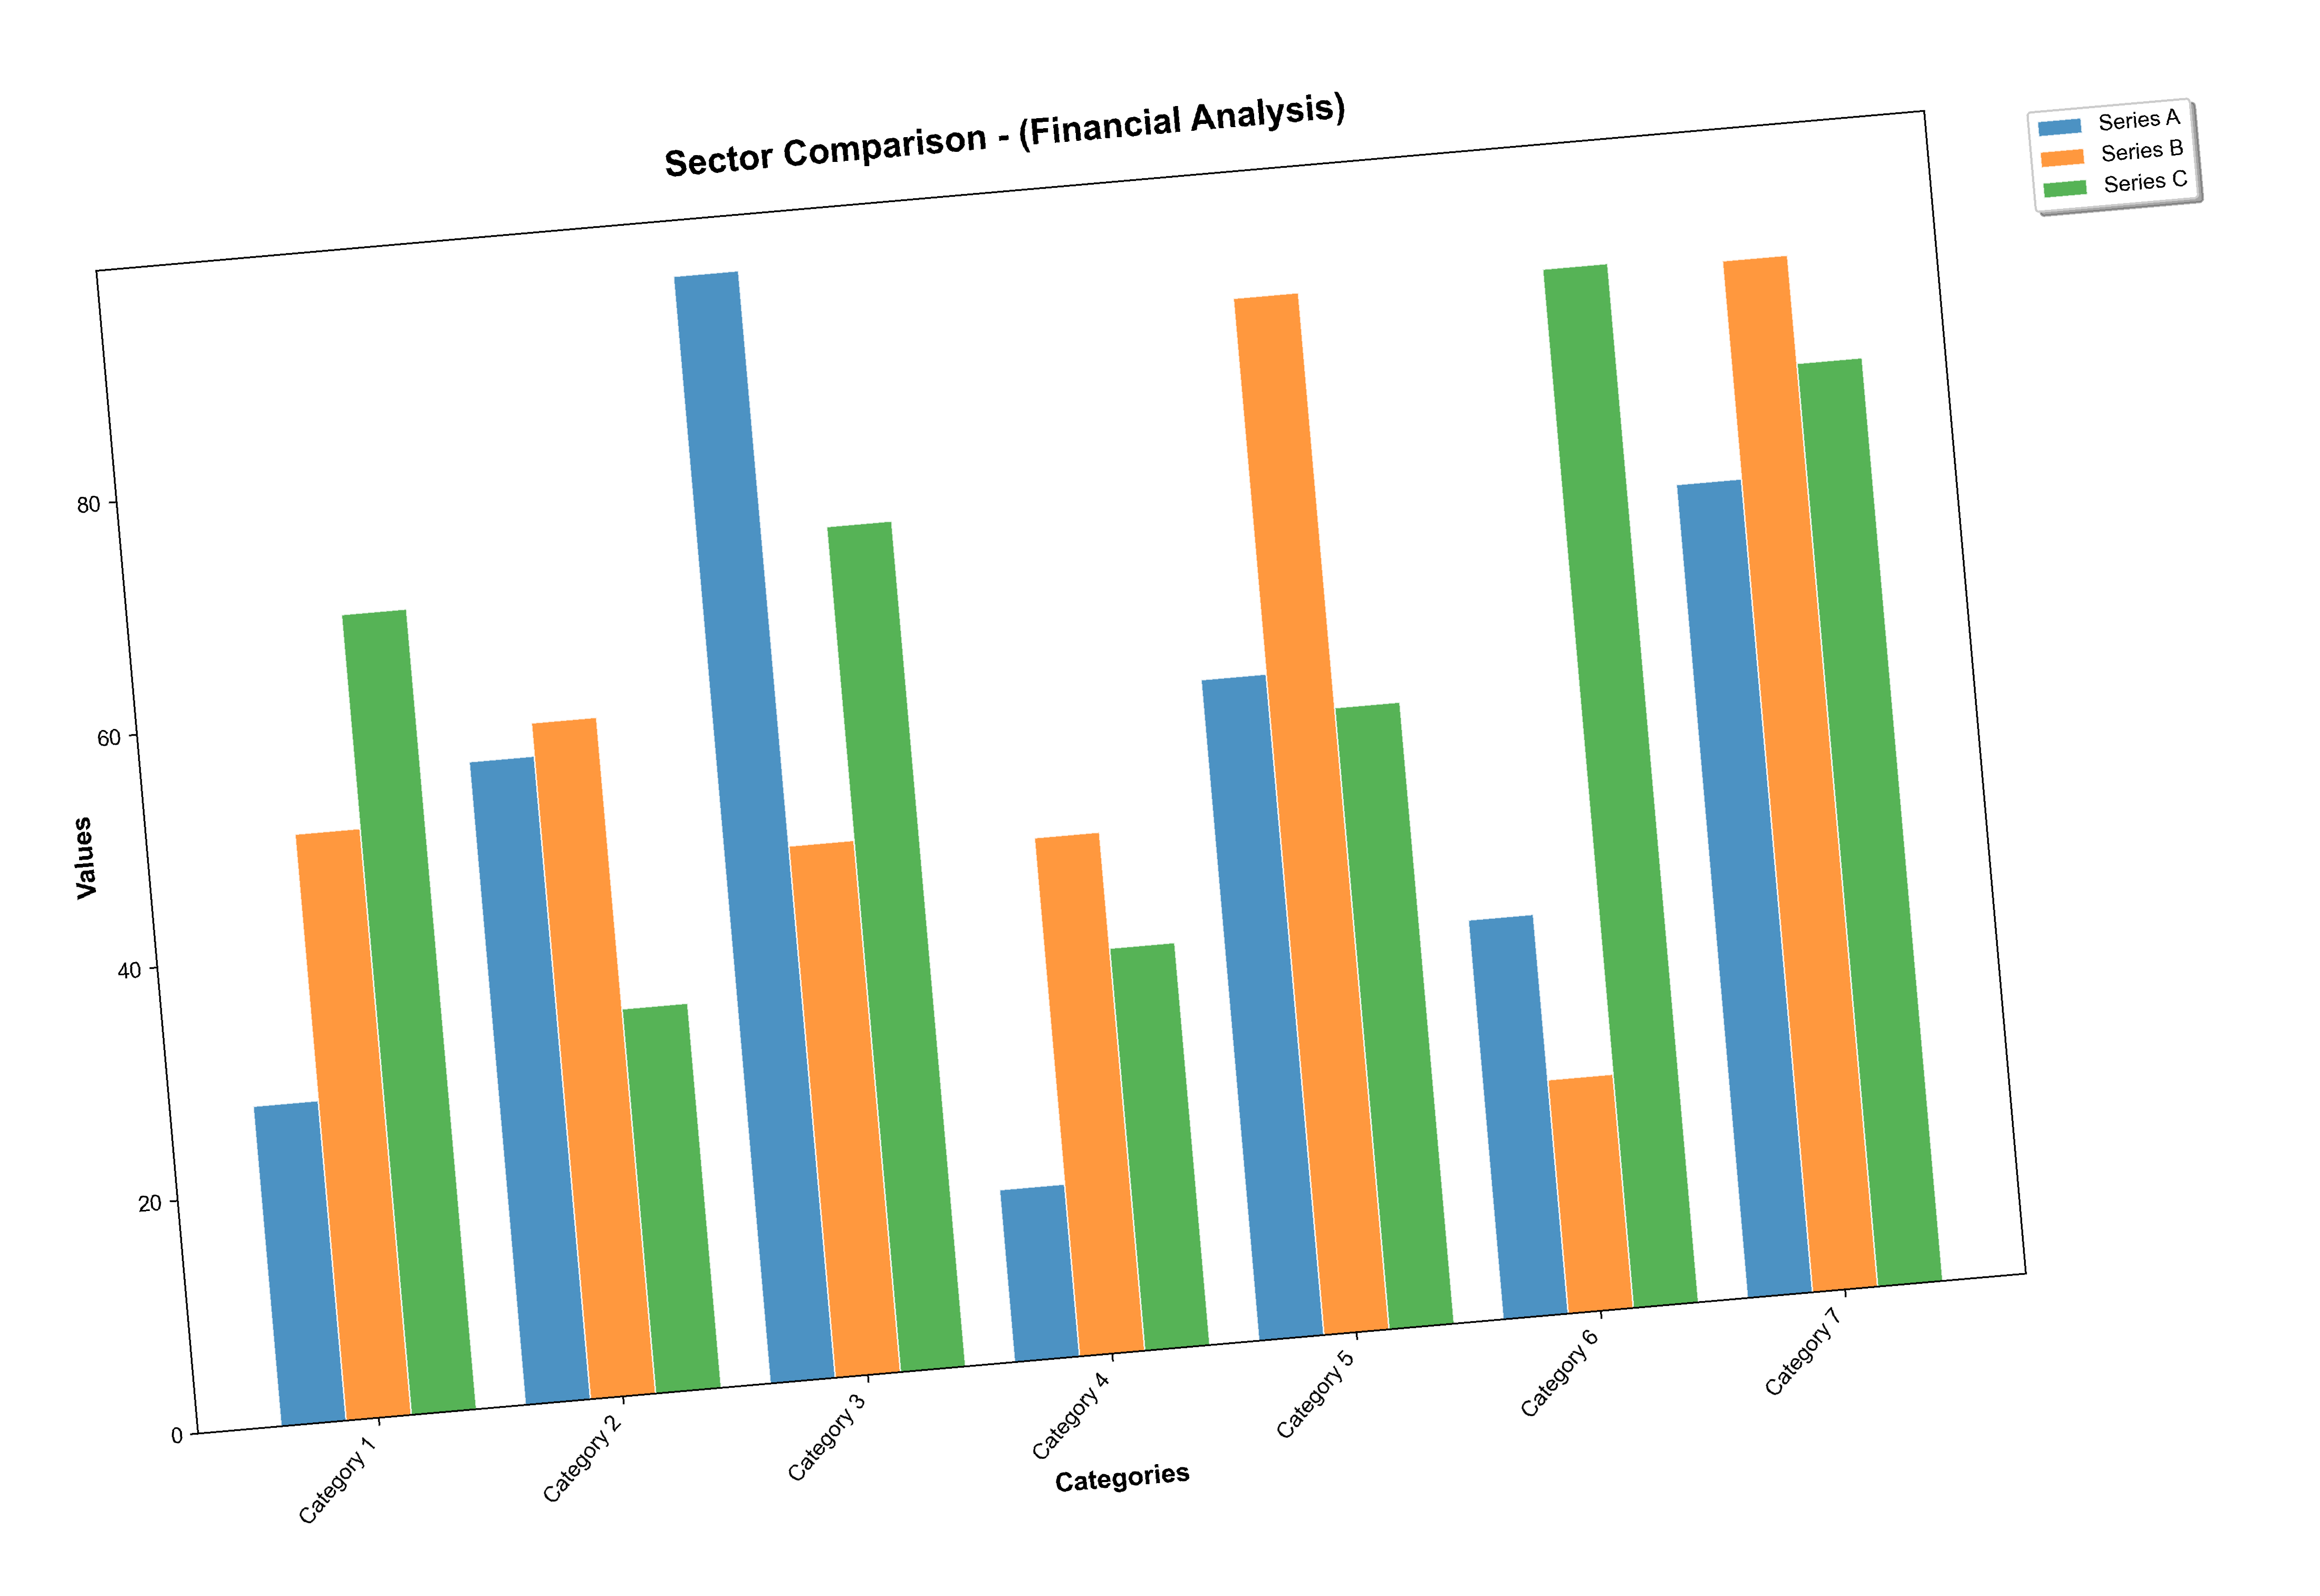 Sector Comparison - (Financial Analysis)
Series A
Series B
Series C
80
60
40
20
0
Values
Category 1
Category 2
Category 3
Category 4
Category 5
Category 6
Category 7
Categories